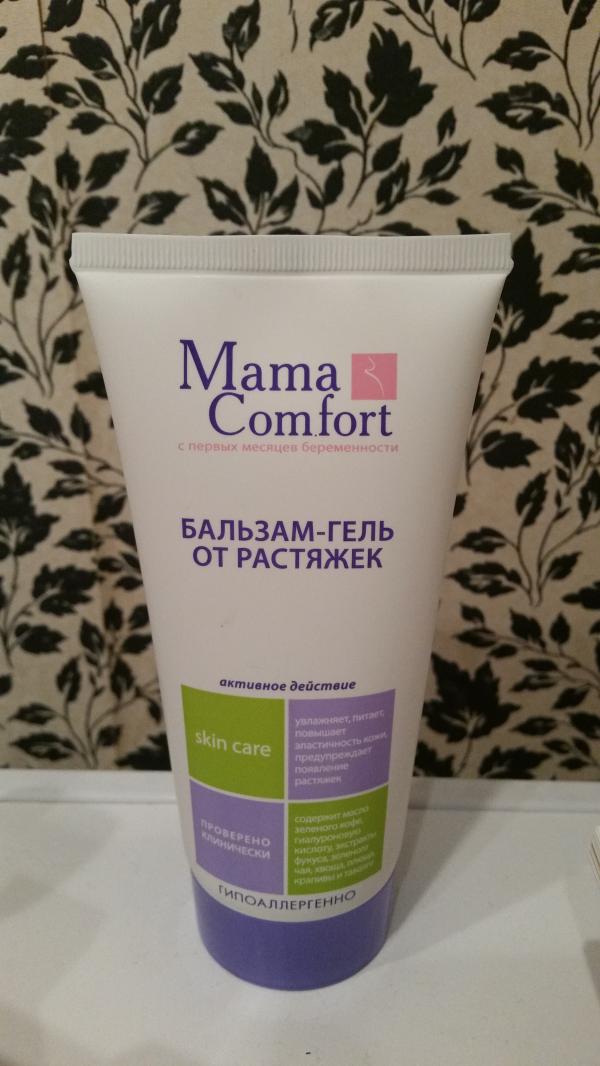 Mama
Comfort
с первых месяцев беременности
БАЛЬЗАМ-ГЕЛЬ
ОТ РАСТЯЖЕК
активное действие
skin care
увлажняет, питает,
повышает
эластичность кожи,
предупреждает
появление
растяжек
ПРОВЕРЕНО
КЛИНИЧЕСКИ
содержит масло
зеленого кофе,
гиалуроновую
кислоту, экстракты
фукуса, зеленого
чая, хвоща, плюща,
крапивы и
ГИПОАЛЛЕРГЕННО